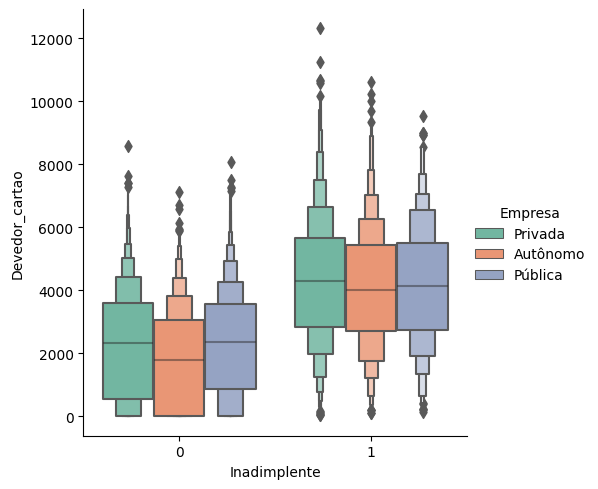 12000
10000
8000
6000
4000
2000
0
Devedor_cartao
0
1
Inadimplente
Empresa
Privada
Autônomo
Pública